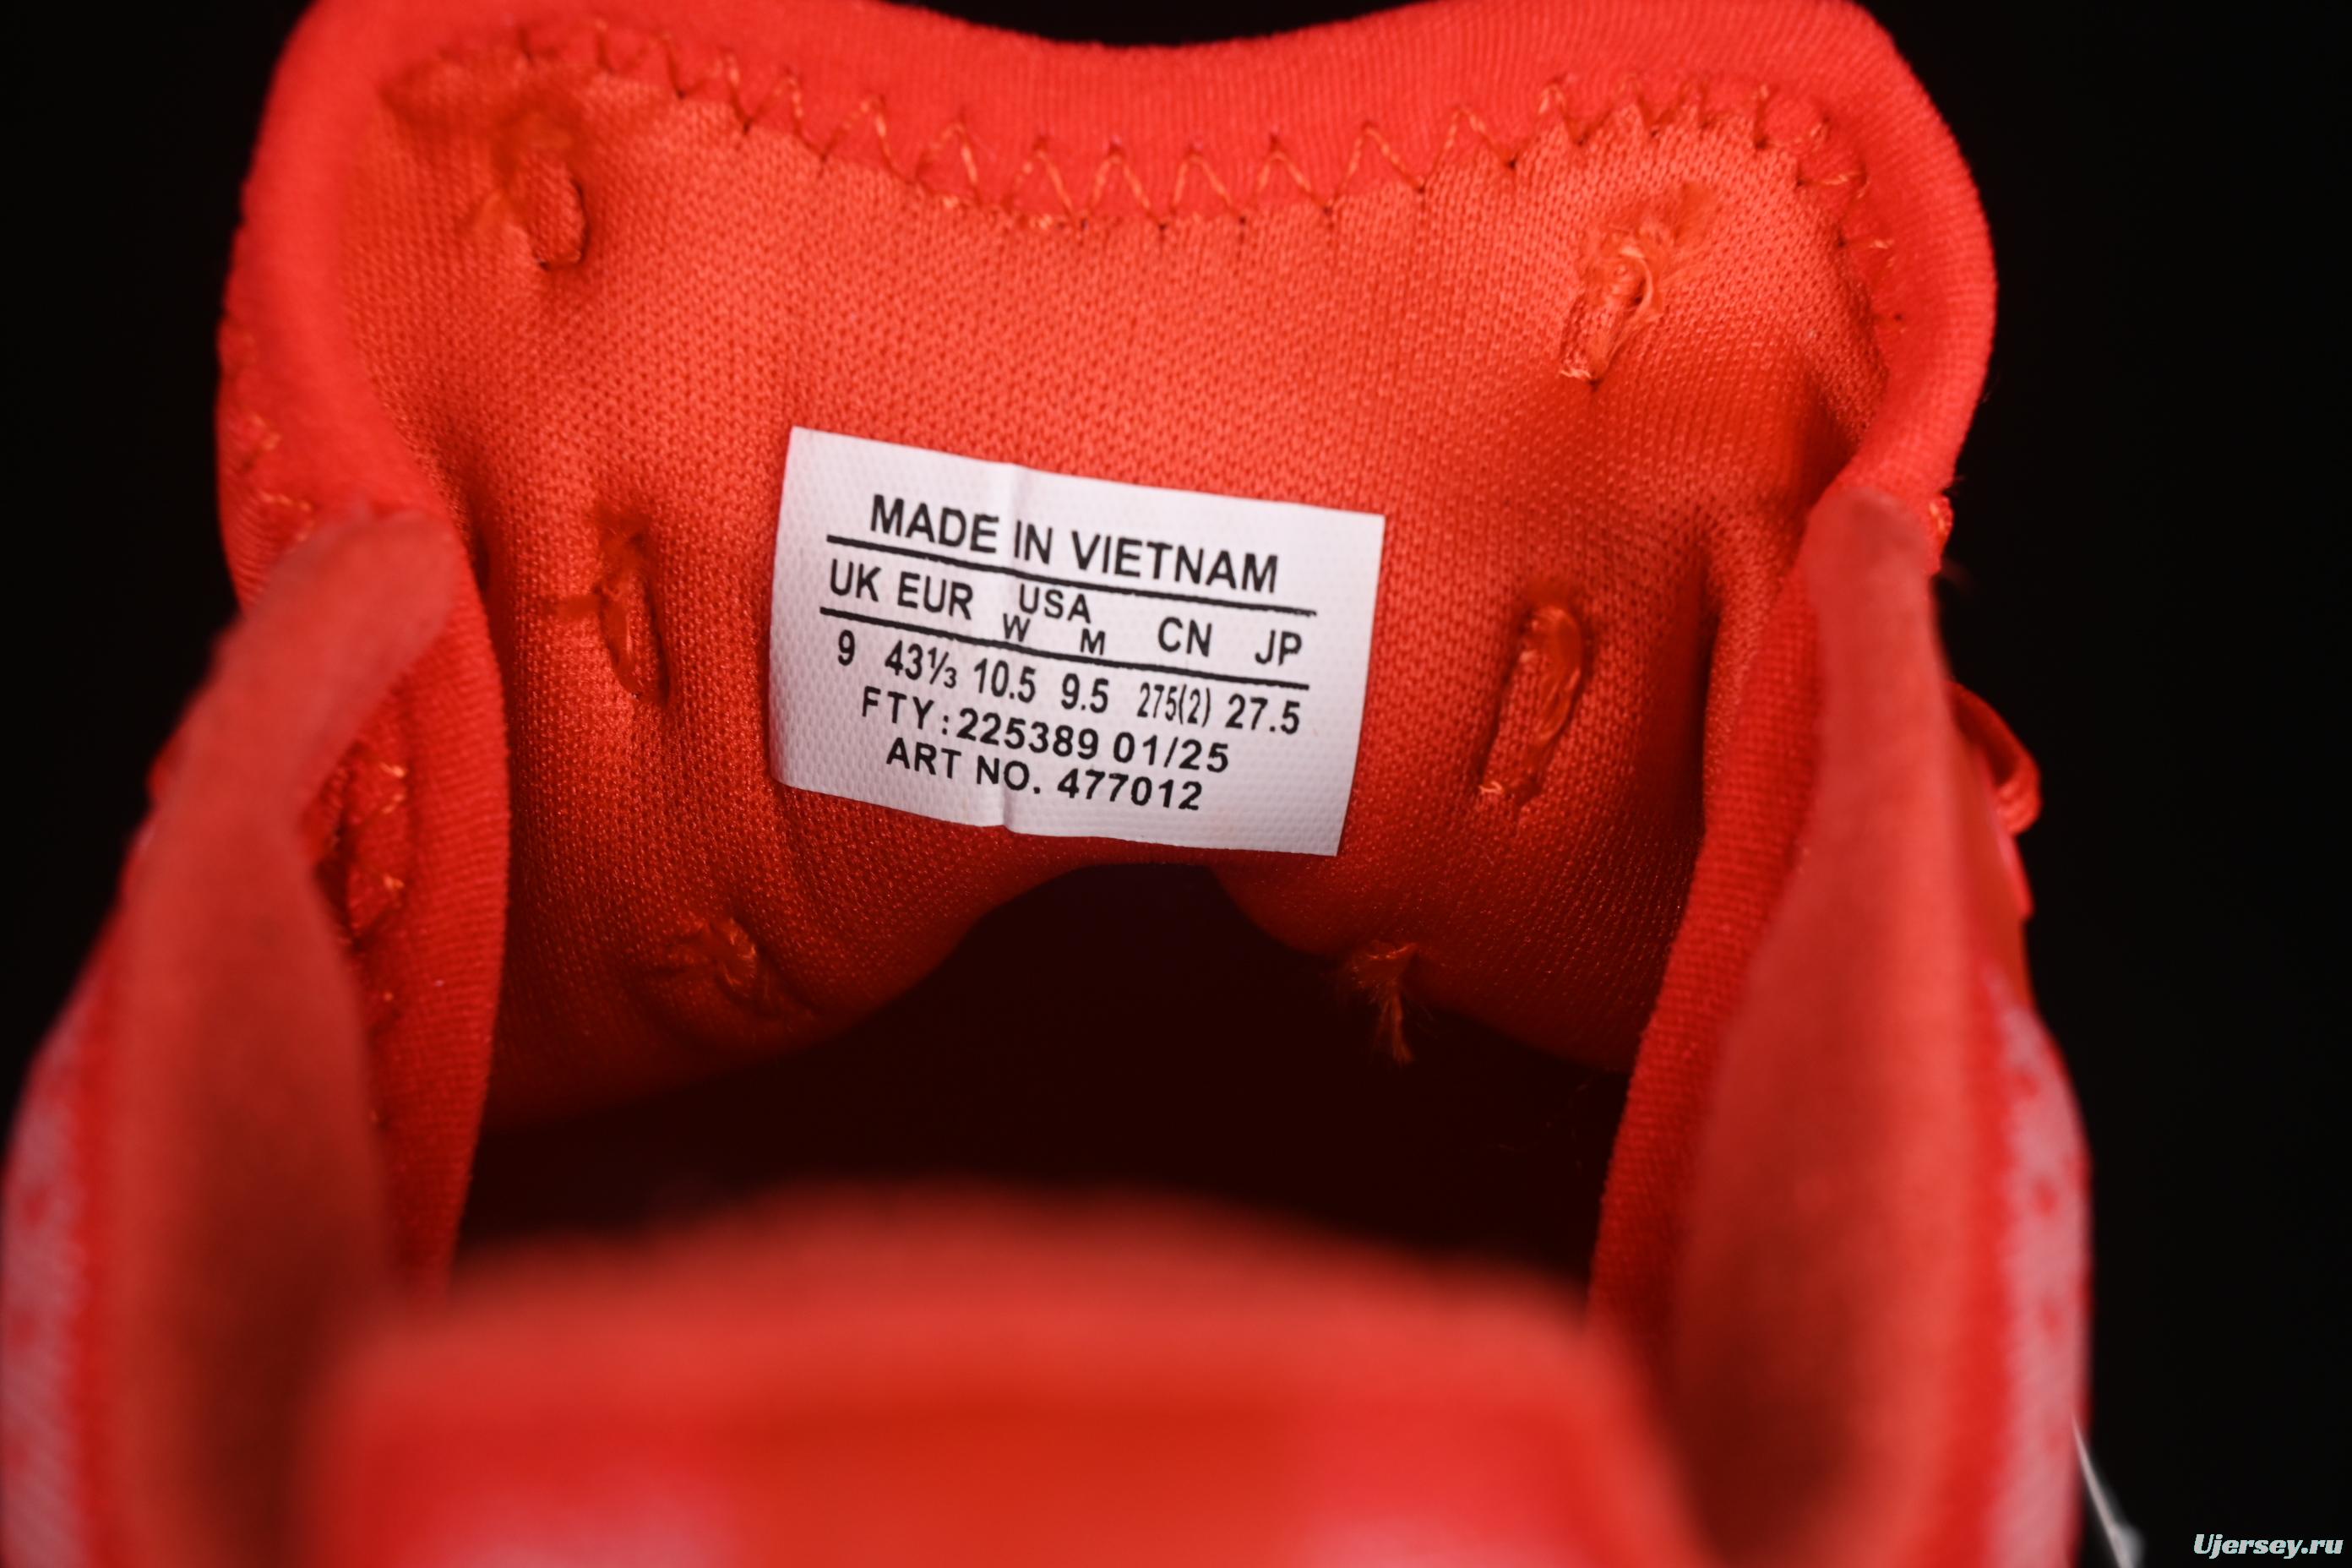 MADE IN VIETNAM
UK EUR USA CN JP
W M
9 43⅓ 10.5 9.5 275(2) 27.5
FTY:225389 01/25
ART NO. 477012
Ujersey.ru